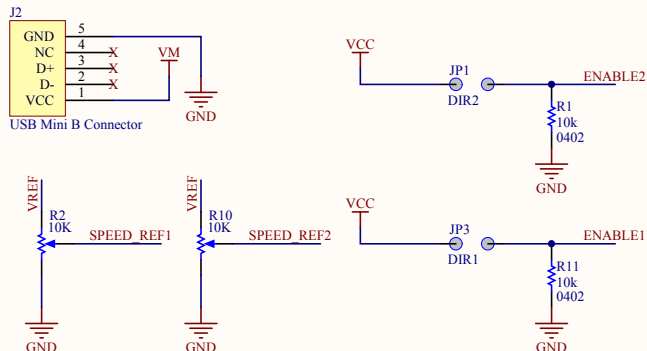 J2
GND 5
NC 4 X
D+ 3 X
D- 2 X
VCC 1
USB Mini B Connector
VM
GND
VCC
JP1
DIR2
ENABLE2
R1
10k
0402
GND
VREF
R2
10K
SPEED_REF1
GND
VREF
R10
10K
SPEED_REF2
GND
VCC
JP3
DIR1
ENABLE1
R11
10k
0402
GND